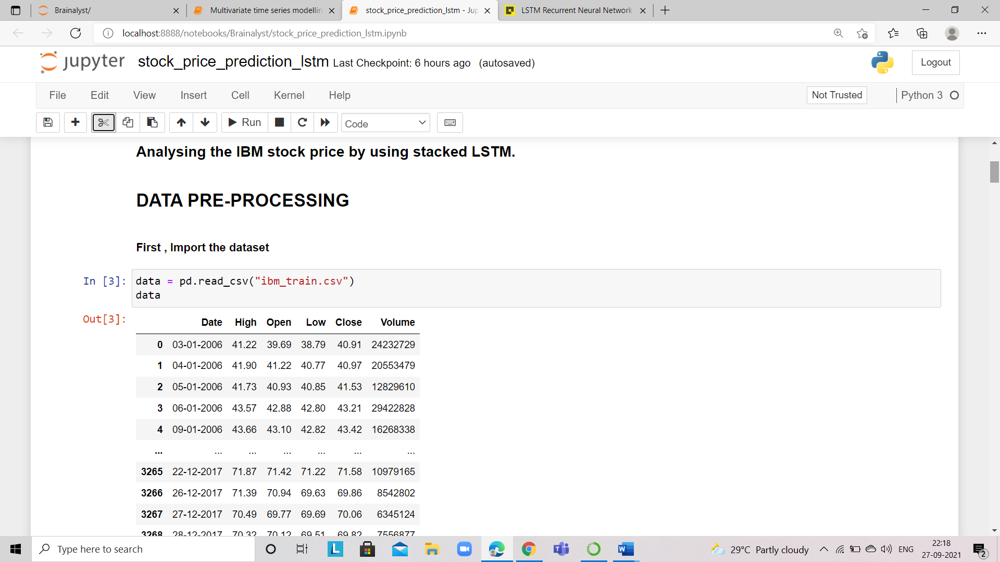 Brainalyst/
Multivariate time series modellin
stock_price_prediction_lstm - Jup
LSTM Recurrent Neural Network
localhost:8888/notebooks/Brainalyst/stock_price_prediction_lstm.ipynb
jupyter stock_price_prediction_lstm Last Checkpoint: 6 hours ago (autosaved)
Logout
File Edit View Insert Cell Kernel Help
Not Trusted
Python 3
Run
Code
Analysing the IBM stock price by using stacked LSTM.
DATA PRE-PROCESSING
First , Import the dataset
In [3]: data = pd.read_csv("ibm_train.csv")
data
Out[3]:
Date High Open Low Close Volume
0 03-01-2006 41.22 39.69 38.79 40.91 24232729
1 04-01-2006 41.90 41.22 40.77 40.97 20553479
2 05-01-2006 41.73 40.93 40.85 41.53 12829610
3 06-01-2006 43.57 42.88 42.80 43.21 29422828
4 09-01-2006 43.66 43.10 42.82 43.42 16268338
... ... ... ... ... ... ...
3265 22-12-2017 71.87 71.42 71.22 71.58 10979165
3266 26-12-2017 71.39 70.94 69.63 69.86 8542802
3267 27-12-2017 70.49 69.77 69.69 70.06 6345124
3268 28-12-2017 70.32 70.12 69.51 69.82 7556877
Type here to search
L
W
29°C Partly cloudy
ENG
22:18
27-09-2021
2